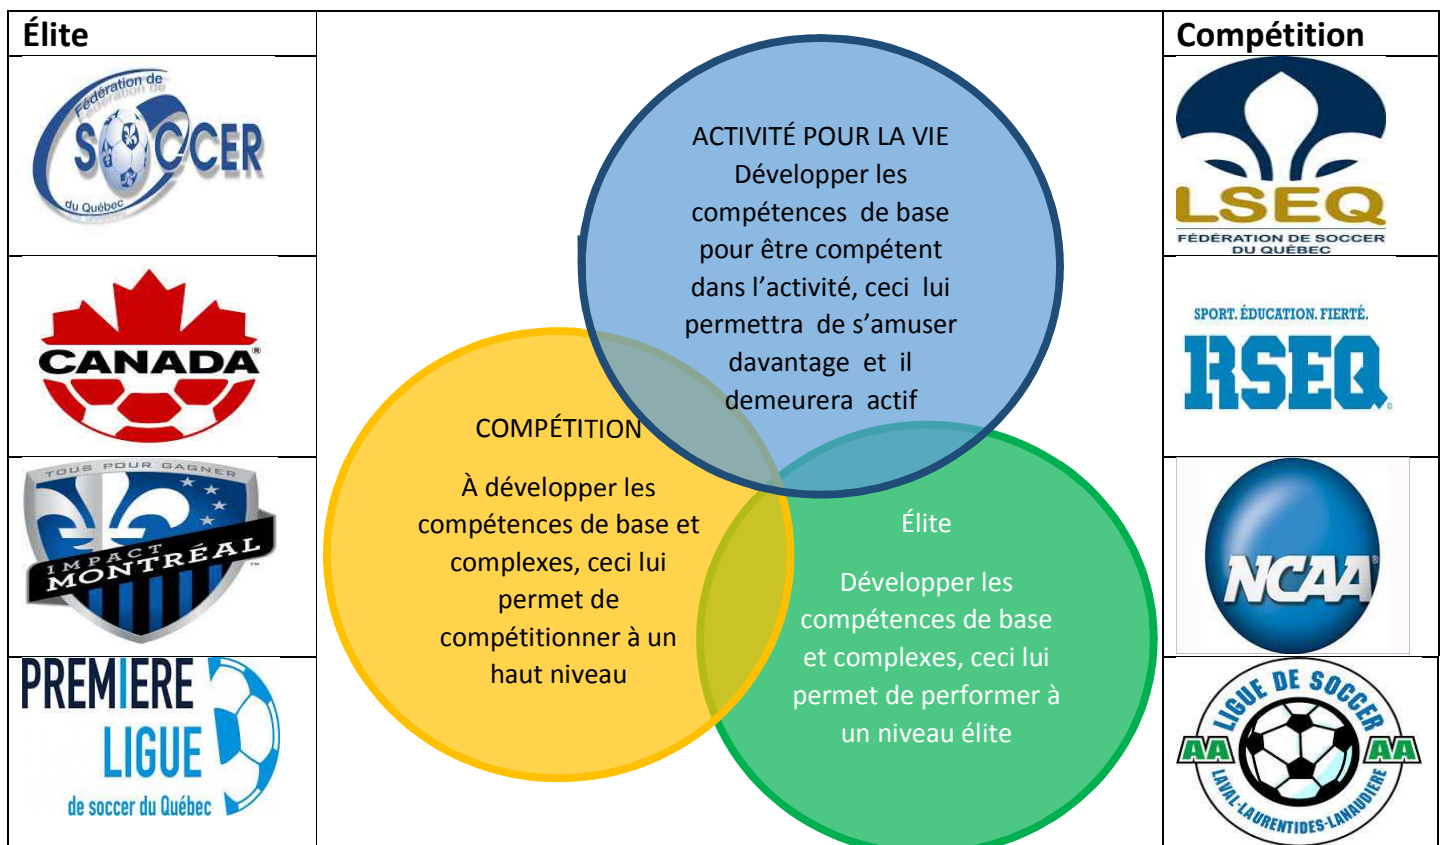 Élite
Fédération de
SOCCER
du Québec
CANADA®
TOUS POUR GAGNER
IMPACT
MONTRÉAL
TM
PREMIERE
LIGUE
de soccer du Québec
ACTIVITÉ POUR LA VIE
Développer les
compétences de base
pour être compétent
dans l’activité, ceci lui
permettra de s’amuser
davantage et il
demeurera actif
COMPÉTITION
À développer les
compétences de base et
complexes, ceci lui
permet de
compétitionner à un
haut niveau
Élite
Développer les
compétences de base
et complexes, ceci lui
permet de performer à
un niveau élite
Compétition
LSEQ
FÉDÉRATION DE SOCCER
DU QUÉBEC
SPORT. ÉDUCATION. FIERTÉ.
RSEQ
©
NCAA®
LIGUE DE SOCCER
AA AA
LAVAL-LAURENTIDES-LANAUDIERE